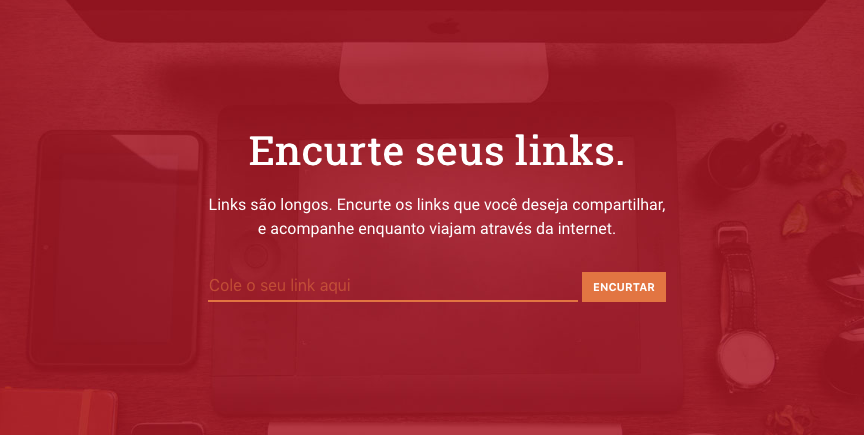 Encurte seus links.
Links são longos. Encurte os links que você deseja compartilhar,
e acompanhe enquanto viajam através da internet.
Cole o seu link aqui
ENCURTAR